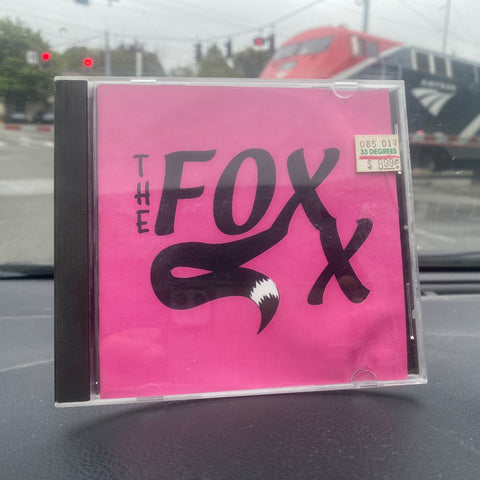 THE
FOX
X
085 017
33 DEGREES